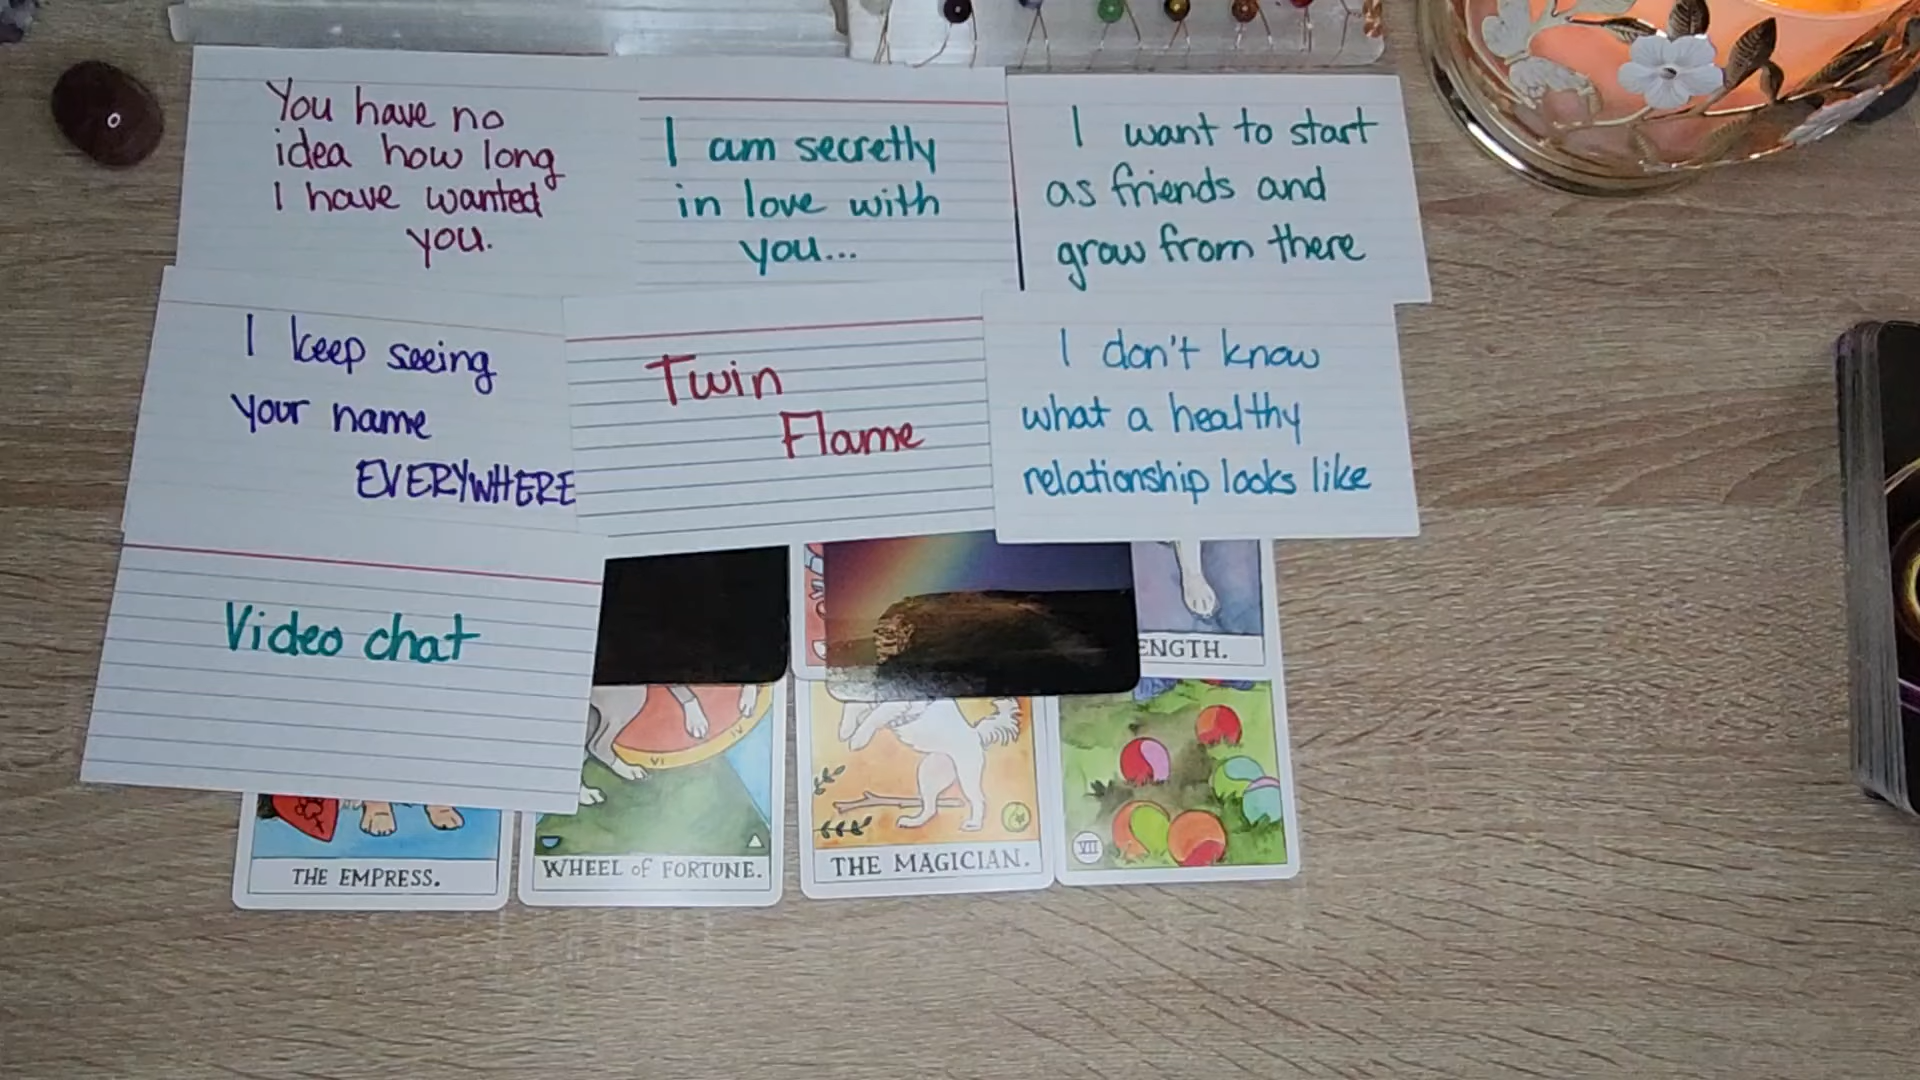 You have no
idea how long
I have wanted
you.
I am secretly
in love with
you...
I want to start
as friends and
grow from there
I keep seeing
your name
EVERYWHERE
Twin
Flame
I don't know
what a healthy
relationship looks like
Video chat
ENGTH.
VI
IV
THE EMPRESS.
WHEEL OF FORTUNE.
THE MAGICIAN.
VII